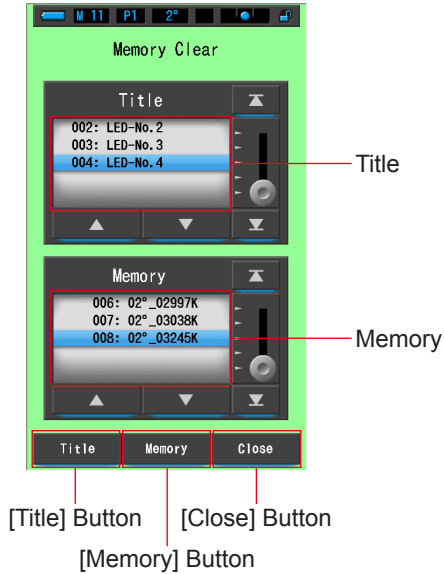 M 11 P1 2°
Memory Clear
Title
002: LED-No.2
003: LED-No.3
004: LED-No.4
Title
Memory
006: 02°_02997K
007: 02°_03038K
008: 02°_03245K
Memory
Title Memory Close
[Title] Button [Close] Button
[Memory] Button